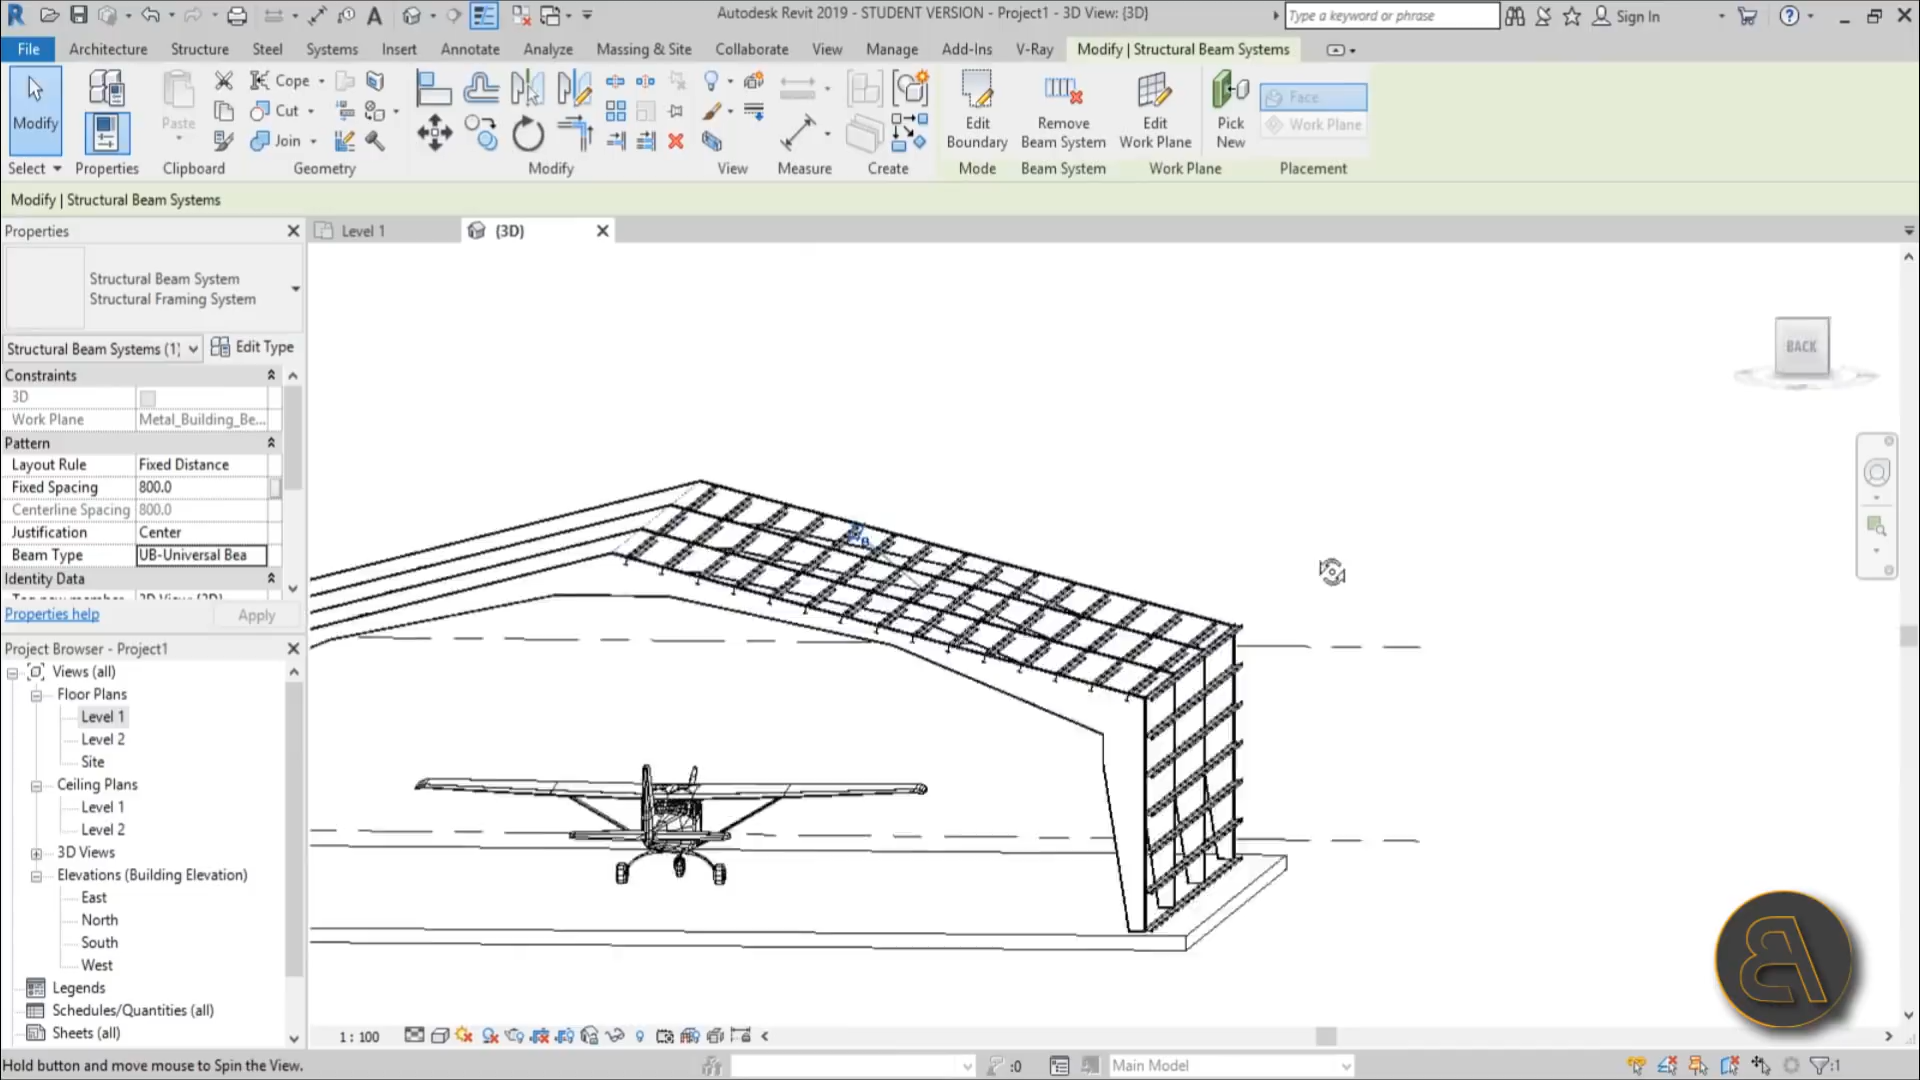 Autodesk Revit 2019 - STUDENT VERSION - Project1 - 3D View: {3D}
Type a keyword or phrase
Sign In
File
Architecture
Structure
Steel
Systems
Insert
Annotate
Analyze
Massing & Site
Collaborate
View
Manage
Add-Ins
V-Ray
Modify | Structural Beam Systems
Modify
Paste
Cope
Cut
Join
Edit
Boundary
Remove
Beam System
Edit
Work Plane
Pick
New
Face
Work Plane
Select
Properties
Clipboard
Geometry
Modify
View
Measure
Create
Mode
Beam System
Work Plane
Placement
Modify | Structural Beam Systems
Properties
Level 1
{3D}
Structural Beam System
Structural Framing System
Structural Beam Systems (1)
Edit Type
Constraints
3D
Work Plane
Metal_Building_Be...
Pattern
Layout Rule
Fixed Distance
Fixed Spacing
800.0
Centerline Spacing
800.0
Justification
Center
Beam Type
UB-Universal Bea
Identity Data
Properties help
Apply
Project Browser - Project1
Views (all)
Floor Plans
Level 1
Level 2
Site
Ceiling Plans
Level 1
Level 2
3D Views
Elevations (Building Elevation)
East
North
South
West
Legends
Schedules/Quantities (all)
Sheets (all)
BACK
1 : 100
Hold button and move mouse to Spin the View.
:0
Main Model
:1